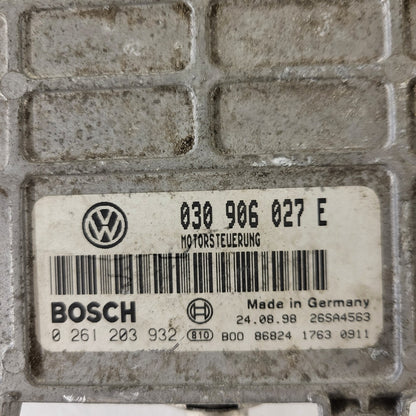 030 906 027 E
MOTORSTEUERUNG
BOSCH
Made in Germany
24.08.98 26SA4563
0 261 203 932 810 B00 86824 1763 0911